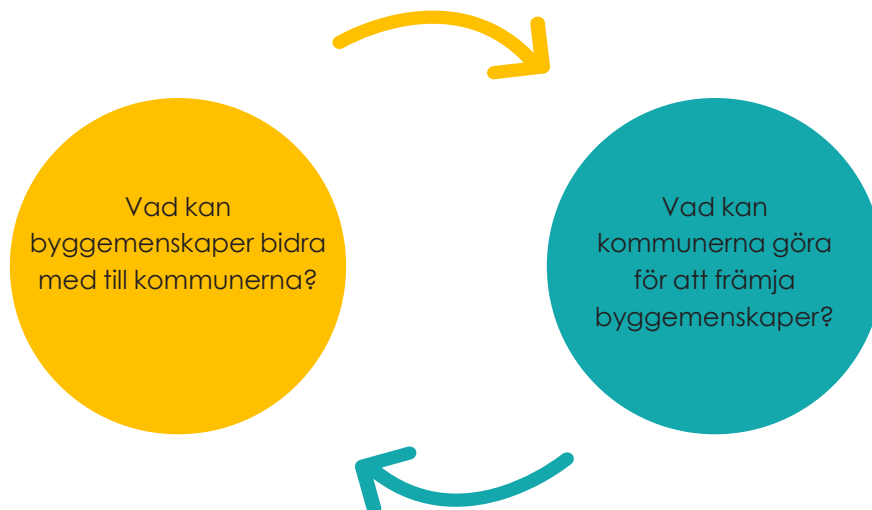 Vad kan
byggemenskaper bidra
med till kommunerna?
Vad kan
kommunerna göra
för att främja
byggemenskaper?